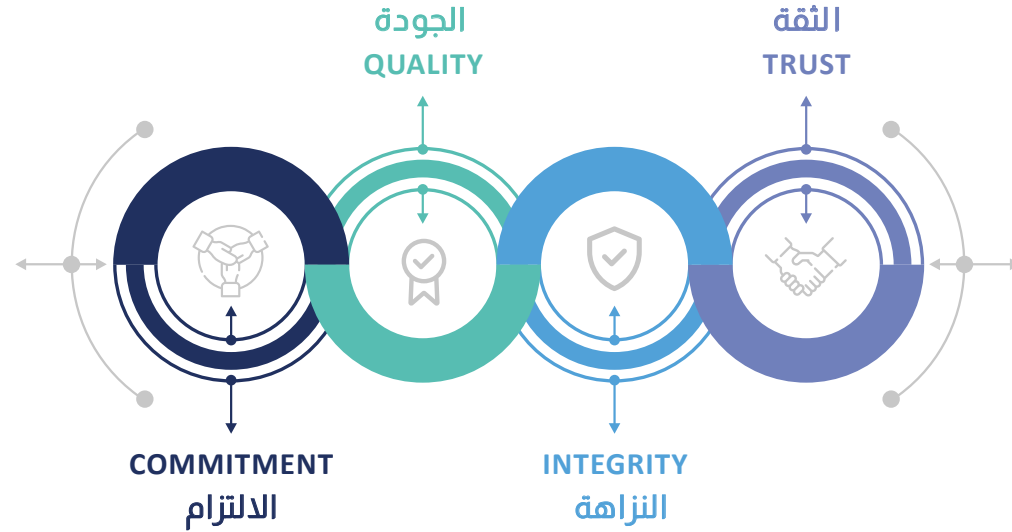 الجودة
QUALITY
الثقة
TRUST
COMMITMENT
الالتزام
INTEGRITY
النزاهة